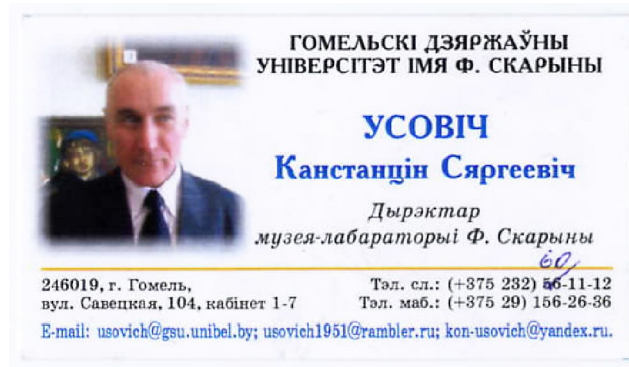 ГОМЕЛЬСКІ ДЗЯРЖАЎНЫ
УНІВЕРСІТЭТ ІМЯ Ф. СКАРЫНЫ
УСОВІЧ
Канстанцін Сяргеевіч
Дырэктар
музея-лабараторыі Ф. Скарыны
60
246019, г. Гомель,
Тэл. сл.: (+375 232) 56-11-12
вул. Савецкая, 104, кабінет 1-7
Тэл. маб.: (+375 29) 156-26-36
E-mail: usovich@gsu.unibel.by; usovich1951@rambler.ru; kon-usovich@yandex.ru.